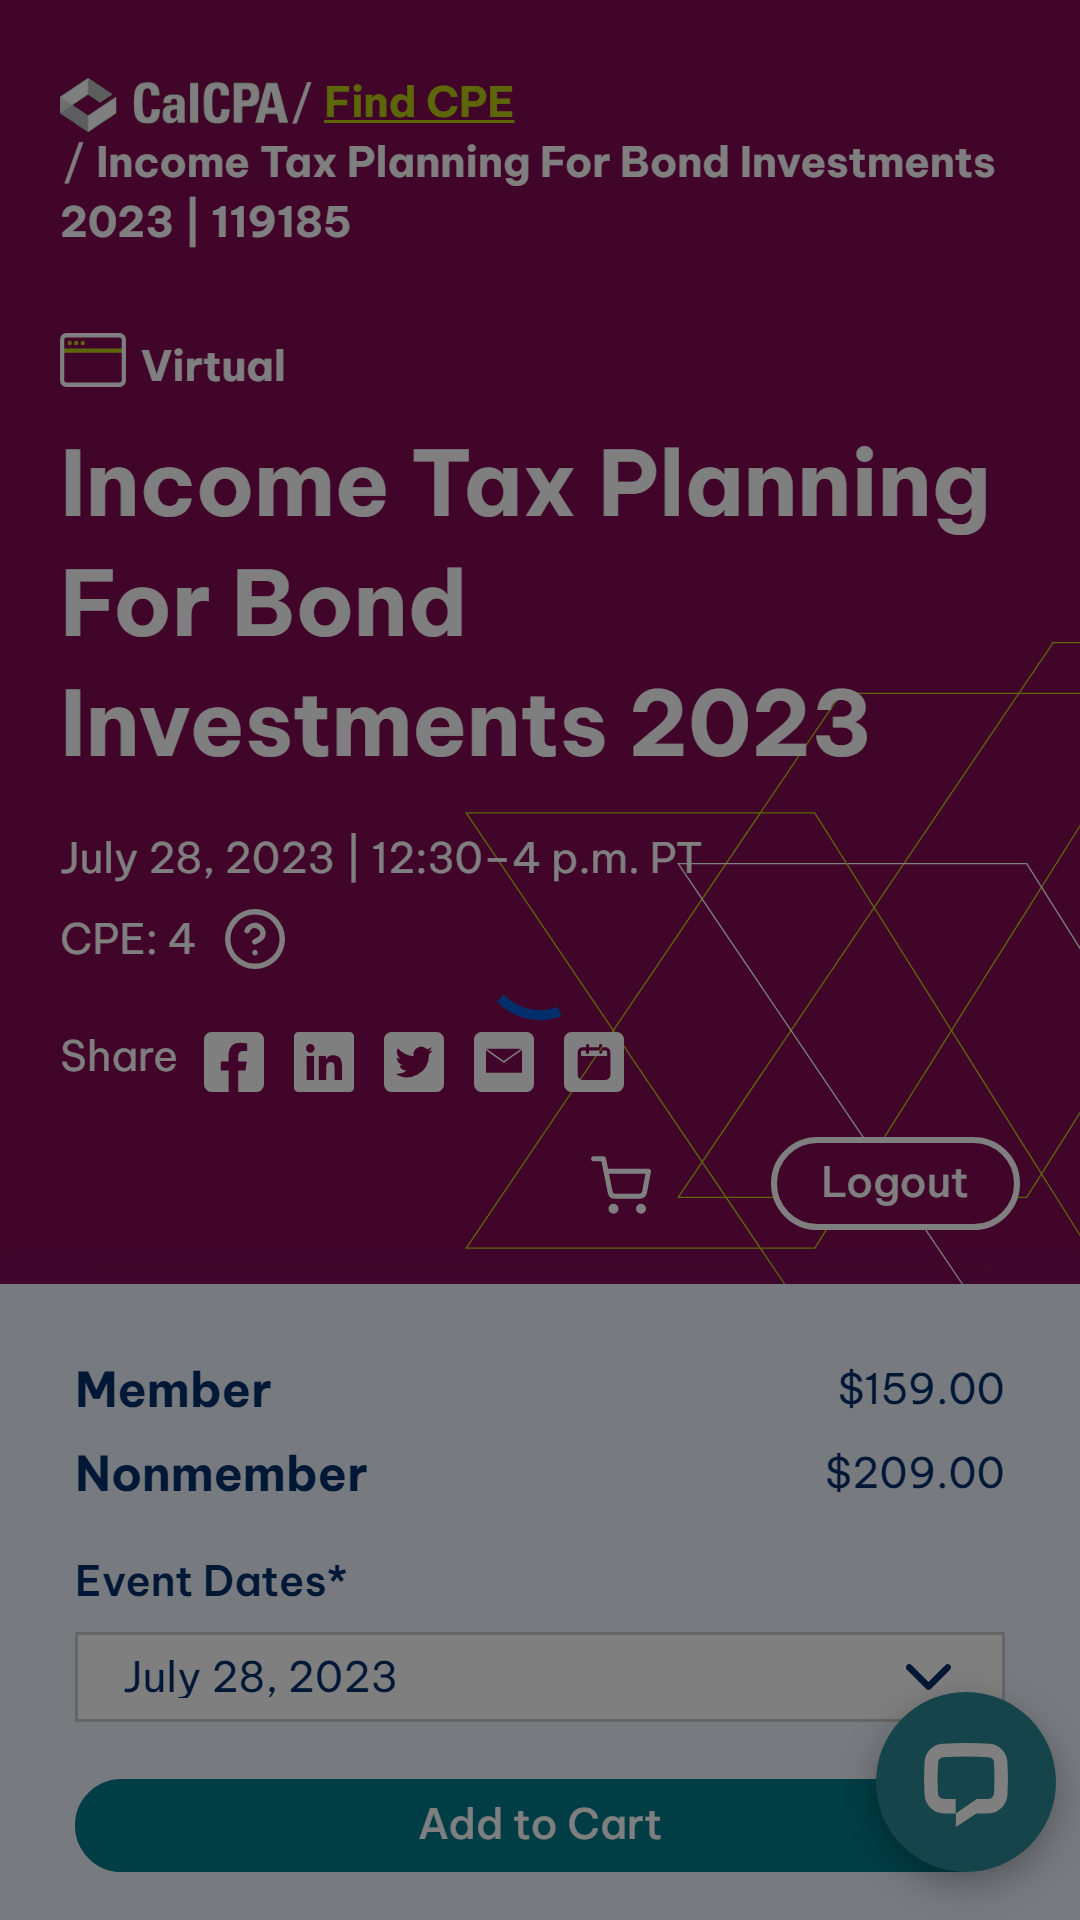 CalCPA / Find CPE
/ Income Tax Planning For Bond Investments
2023 | 119185
Virtual
Income Tax Planning
For Bond
Investments 2023
July 28, 2023 | 12:30–4 p.m. PT
CPE: 4 ?
Share
Logout
Member $159.00
Nonmember $209.00
Event Dates*
July 28, 2023
Add to Cart